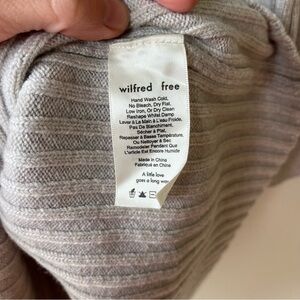 wilfred free
Hand Wash Cold,
No Bleach, Dry Flat,
Low Iron, Or Dry Clean
Reshape Whilst Damp
Laver à La Main à L'eau Froide,
Pas De Blanchiment,
Sécher à Plat,
Repasser à Basse Température,
Ou Nettoyer à Sec
Remodeler Pendant Que
L'article Est Encore Humide
Made in China
Fabriqué en Chine
A little love
goes a long way